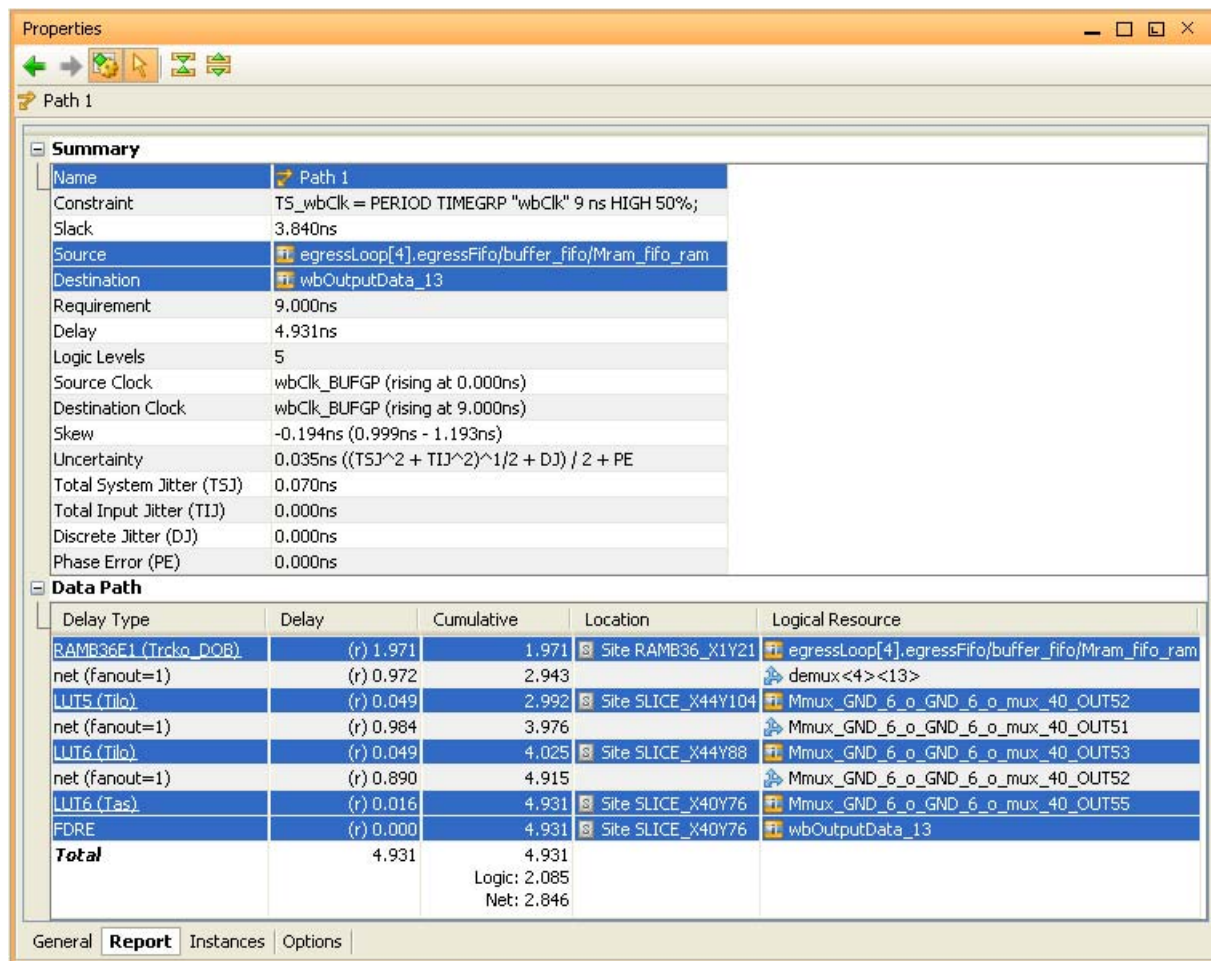 Properties
Path 1
Summary
Name Path 1
Constraint TS_wbClk = PERIOD TIMEGRP "wbClk" 9 ns HIGH 50%;
Slack 3.840ns
Source egressLoop[4].egressFifo/buffer_fifo/Mram_fifo_ram
Destination wbOutputData_13
Requirement 9.000ns
Delay 4.931ns
Logic Levels 5
Source Clock wbClk_BUFGP (rising at 0.000ns)
Destination Clock wbClk_BUFGP (rising at 9.000ns)
Skew -0.194ns (0.999ns - 1.193ns)
Uncertainty 0.035ns ((TSJ^2 + TIJ^2)^1/2 + DJ) / 2 + PE
Total System Jitter (TSJ) 0.070ns
Total Input Jitter (TIJ) 0.000ns
Discrete Jitter (DJ) 0.000ns
Phase Error (PE) 0.000ns
Data Path
Delay Type Delay Cumulative Location Logical Resource
RAMB36E1 (Trcko_DOB) (r) 1.971 1.971 Site RAMB36_X1Y21 egressLoop[4].egressFifo/buffer_fifo/Mram_fifo_ram
net (fanout=1) (r) 0.972 2.943 demux<4><13>
LUT5 (Tilo) (r) 0.049 2.992 Site SLICE_X44Y104 Mmux_GND_6_o_GND_6_o_mux_40_OUT52
net (fanout=1) (r) 0.984 3.976 Mmux_GND_6_o_GND_6_o_mux_40_OUT51
LUT6 (Tilo) (r) 0.049 4.025 Site SLICE_X44Y88 Mmux_GND_6_o_GND_6_o_mux_40_OUT53
net (fanout=1) (r) 0.890 4.915 Mmux_GND_6_o_GND_6_o_mux_40_OUT52
LUT6 (Tas) (r) 0.016 4.931 Site SLICE_X40Y76 Mmux_GND_6_o_GND_6_o_mux_40_OUT55
FDRE (r) 0.000 4.931 Site SLICE_X40Y76 wbOutputData_13
Total 4.931 4.931
Logic: 2.085
Net: 2.846
General Report Instances Options